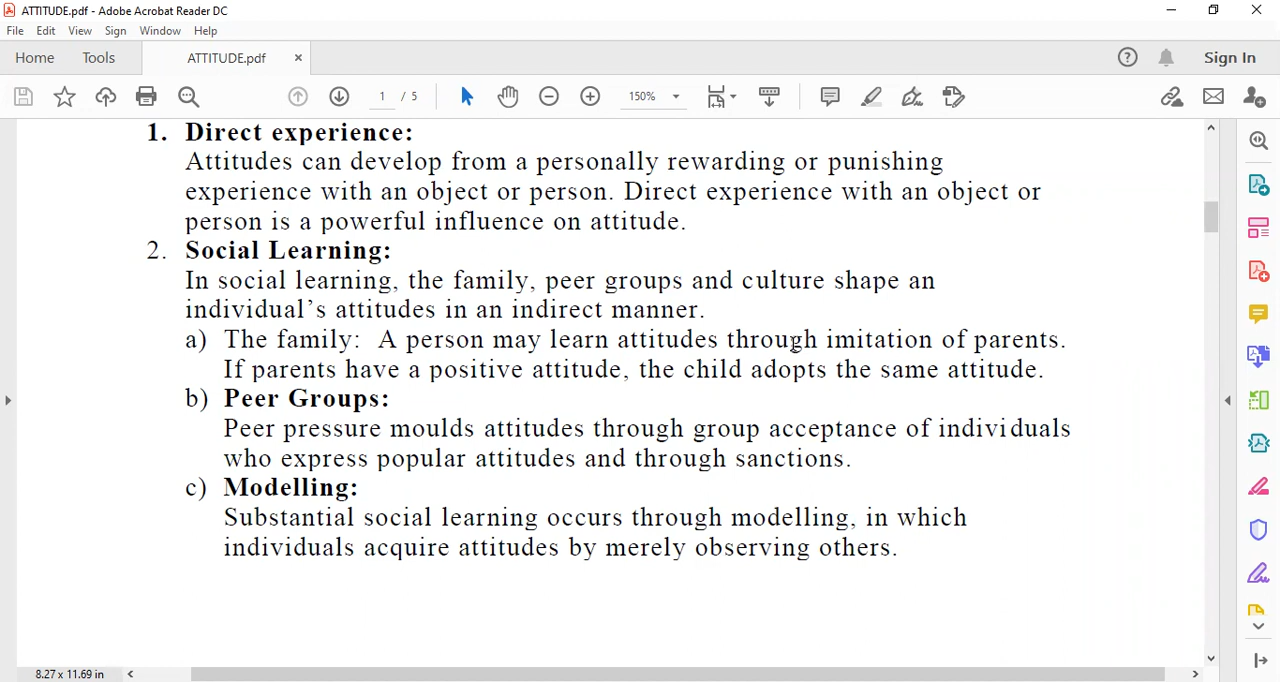 ATTITUDE.pdf - Adobe Acrobat Reader DC
File Edit View Sign Window Help
Home Tools ATTITUDE.pdf × Sign In
1 / 5 150%
1. Direct experience:
Attitudes can develop from a personally rewarding or punishing
experience with an object or person. Direct experience with an object or
person is a powerful influence on attitude.
2. Social Learning:
In social learning, the family, peer groups and culture shape an
individual's attitudes in an indirect manner.
a) The family: A person may learn attitudes through imitation of parents.
If parents have a positive attitude, the child adopts the same attitude.
b) Peer Groups:
Peer pressure moulds attitudes through group acceptance of individuals
who express popular attitudes and through sanctions.
c) Modelling:
Substantial social learning occurs through modelling, in which
individuals acquire attitudes by merely observing others.
8.27 x 11.69 in